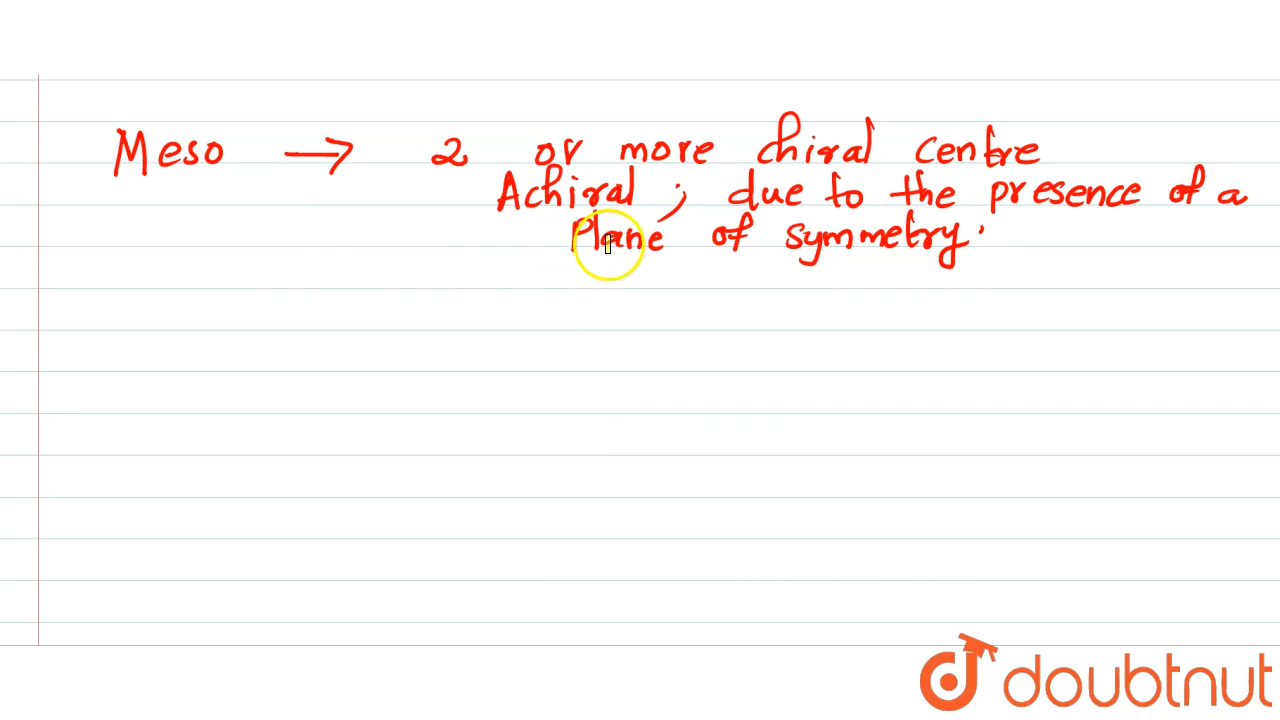 Meso → 2 or more chiral centre
Achiral ; due to the presence of a
Plane of symmetry.
doubtnut